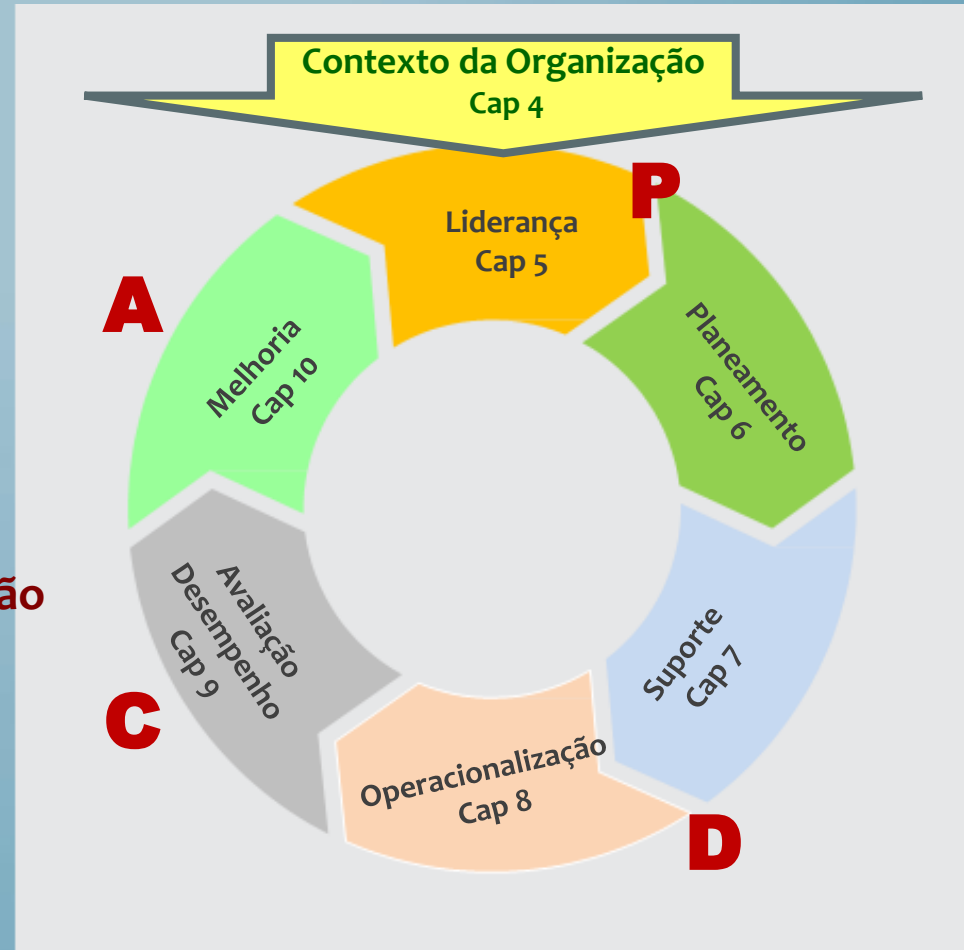 Contexto da Organização
Cap 4
P
Liderança
Cap 5
Planeamento
Cap 6
Suporte
Cap 7
D
Operacionalização
Cap 8
Avaliação
Desempenho
Cap 9
C
Melhoria
Cap 10
A
ão